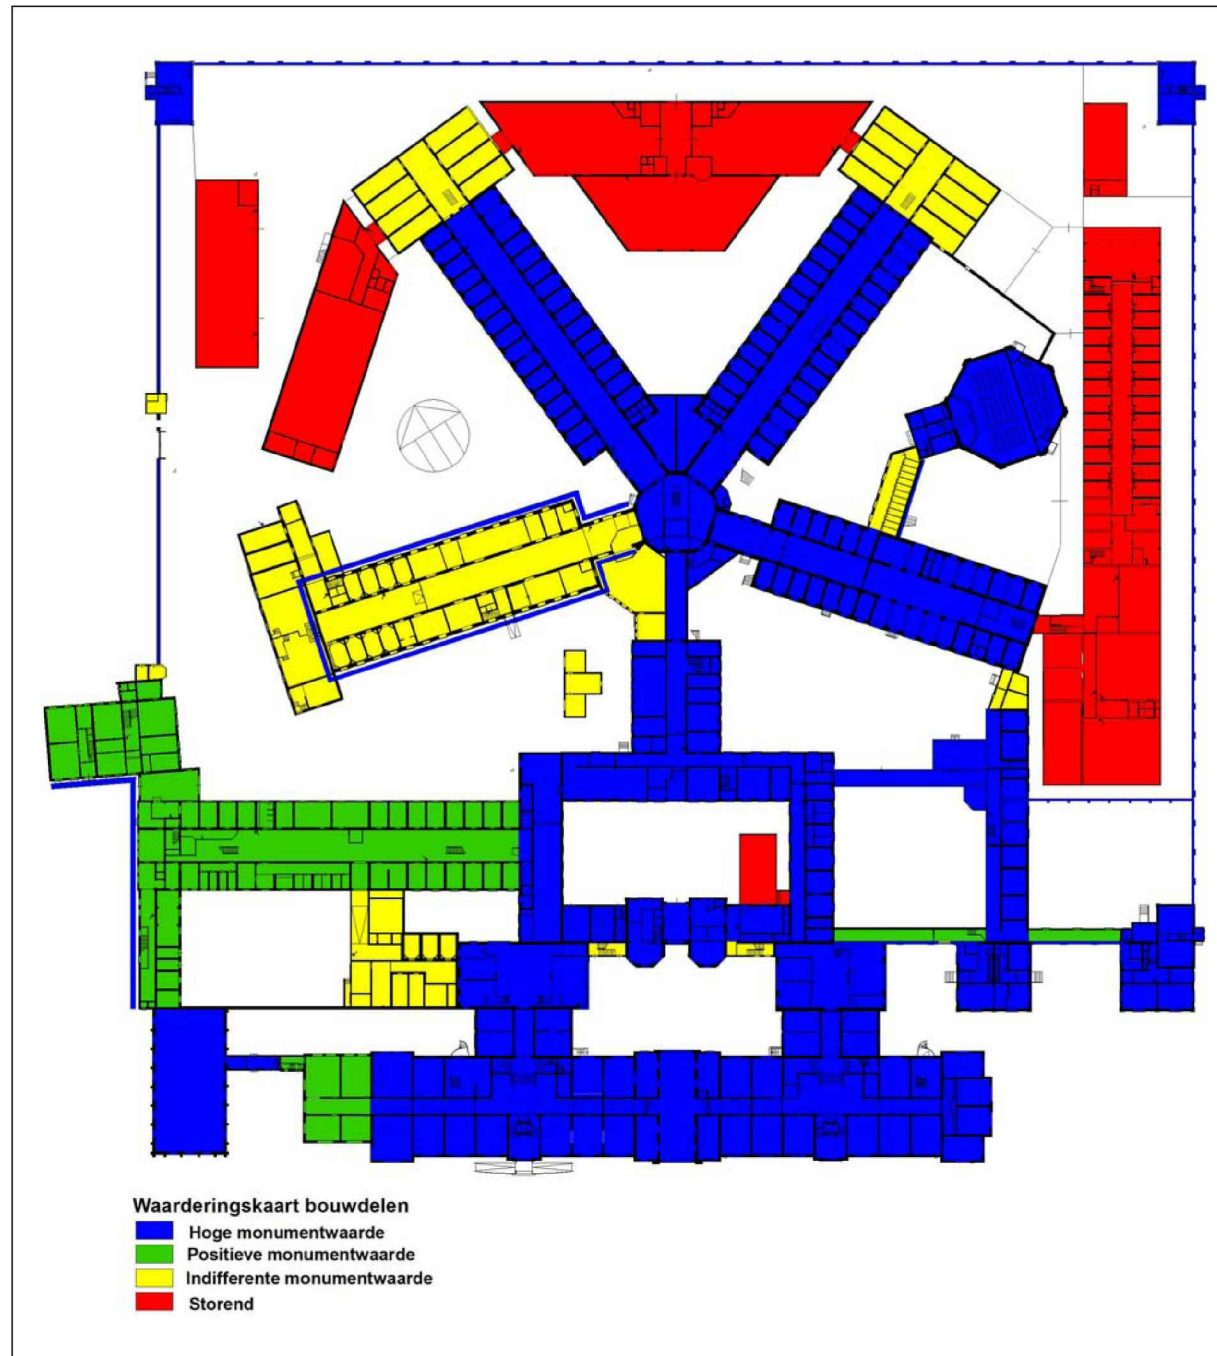 Waarderingskaart bouwdelen
Hoge monumentwaarde
Positieve monumentwaarde
Indifferente monumentwaarde
Storend